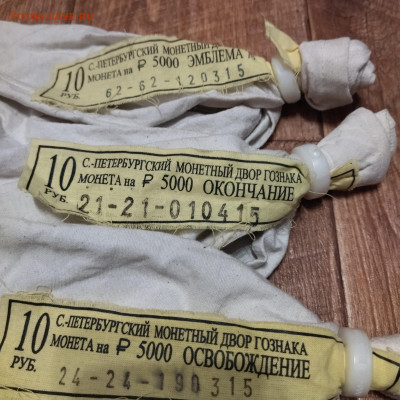 10 РУБ.
С.-ПЕТЕРБУРГСКИЙ МОНЕТНЫЙ
МОНЕТА на ₽ 5000 ЭМБЛЕМА
62-62-120315
10 РУБ.
С.-ПЕТЕРБУРГСКИЙ МОНЕТНЫЙ ДВОР ГОЗНАКА
МОНЕТА на ₽ 5000 ОКОНЧАНИЕ
21-21-010415
10 РУБ.
С.-ПЕТЕРБУРГСКИЙ МОНЕТНЫЙ ДВОР ГОЗНАКА
МОНЕТА на ₽ 5000 ОСВОБОЖДЕНИЕ
24-24-190315